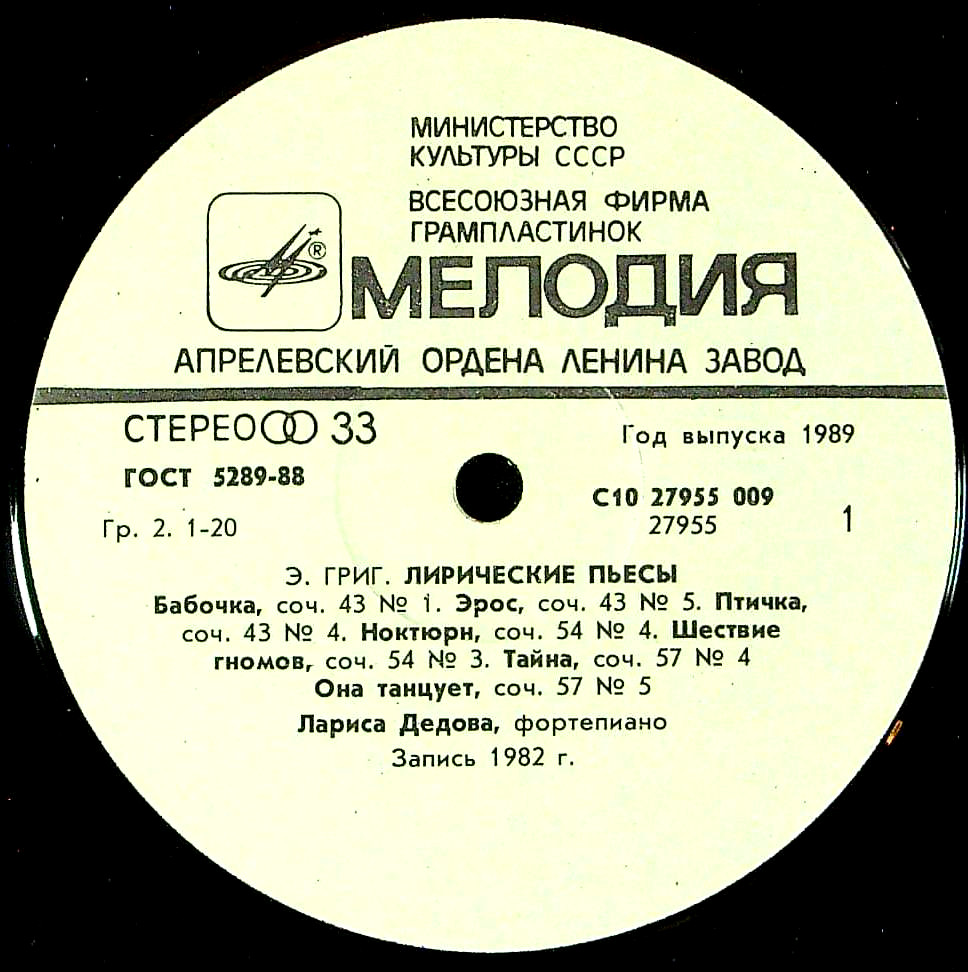 МИНИСТЕРСТВО
КУЛЬТУРЫ СССР
ВСЕСОЮЗНАЯ ФИРМА
ГРАМПЛАСТИНОК
®
МЕЛОДИЯ
АПРЕЛЕВСКИЙ ОРДЕНА ЛЕНИНА ЗАВОД
СТЕРЕО 33
Год выпуска 1989
ГОСТ 5289-88
С10 27955 009
Гр. 2. 1-20
27955
1
Э. ГРИГ. ЛИРИЧЕСКИЕ ПЬЕСЫ
Бабочка, соч. 43 № 1. Эрос, соч. 43 № 5. Птичка,
соч. 43 № 4. Ноктюрн, соч. 54 № 4. Шествие
гномов, соч. 54 № 3. Тайна, соч. 57 № 4
Она танцует, соч. 57 № 5
Лариса Дедова, фортепиано
Запись 1982 г.